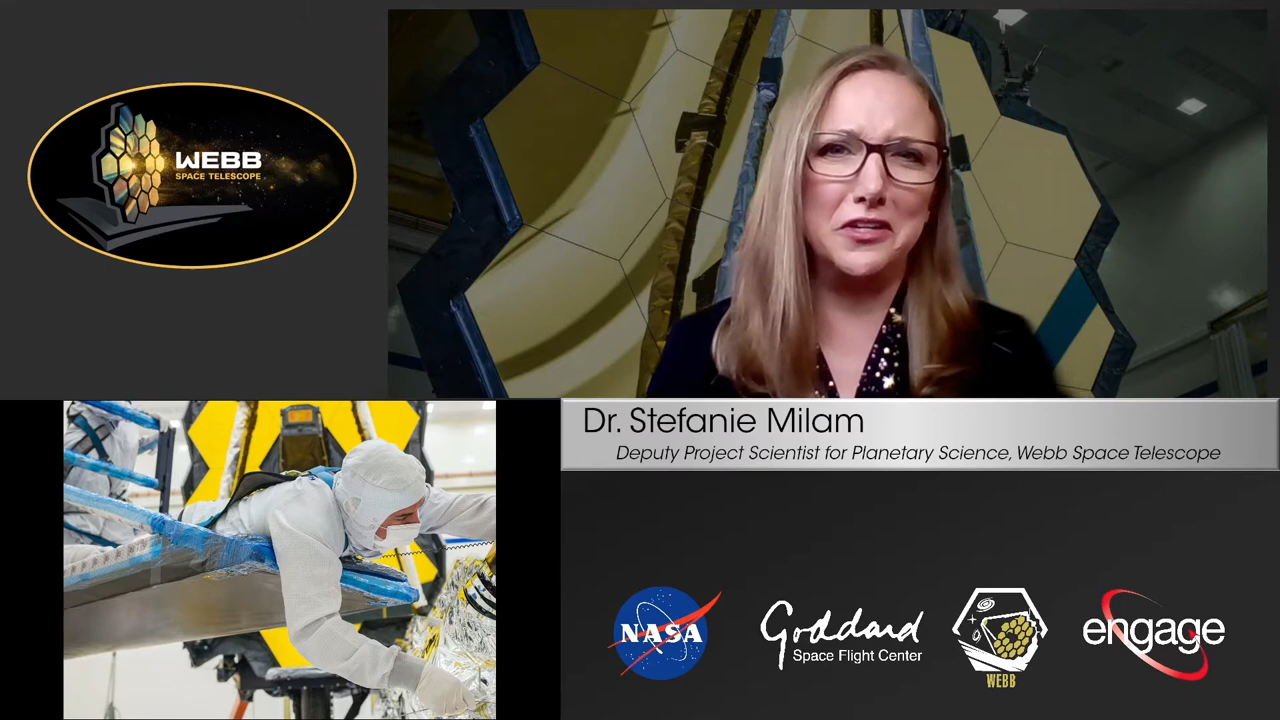 WEBB
SPACE TELESCOPE
Dr. Stefanie Milam
Deputy Project Scientist for Planetary Science, Webb Space Telescope
NASA
Goddard
Space Flight Center
WEBB
engage